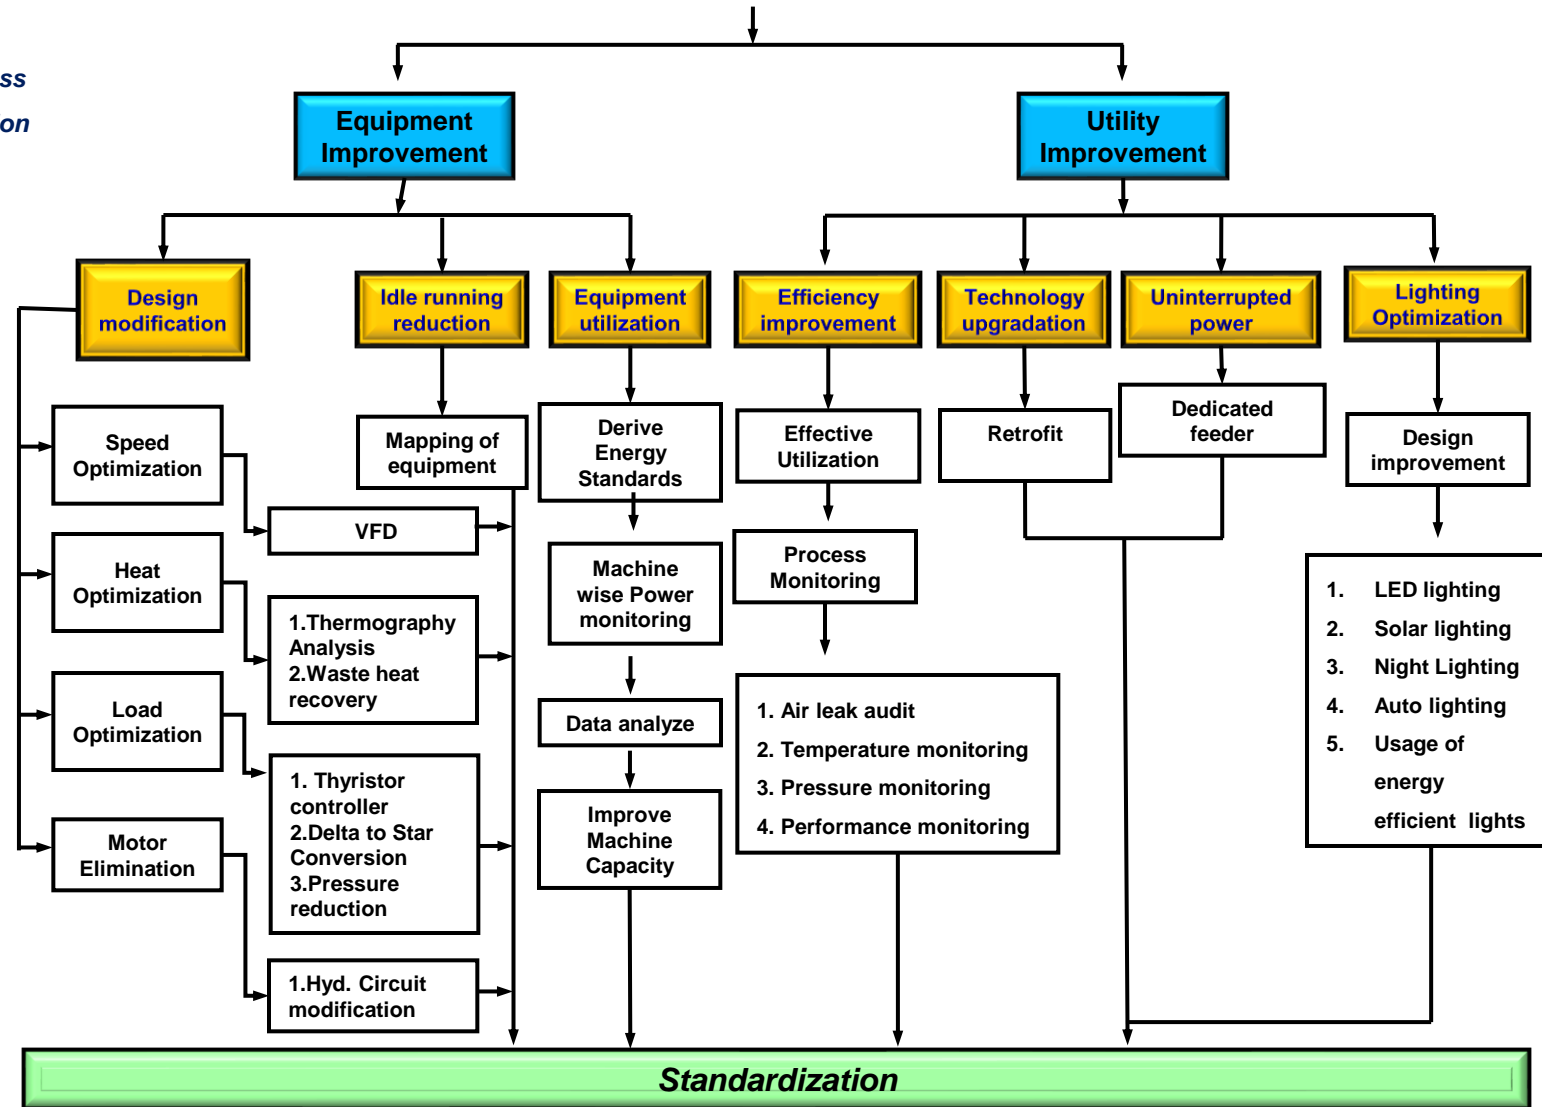 ss
on
Equipment
Improvement
Utility
Improvement
Design
modification
Idle running
reduction
Equipment
utilization
Efficiency
improvement
Technology
upgradation
Uninterrupted
power
Lighting
Optimization
Speed
Optimization
Mapping of
equipment
Derive
Energy
Standards
Effective
Utilization
Retrofit
Dedicated
feeder
Design
improvement
VFD
Heat
Optimization
Machine
wise Power
monitoring
Process
Monitoring
1.Thermography
Analysis
2.Waste heat
recovery
Load
Optimization
Data analyze
1. Air leak audit
2. Temperature monitoring
3. Pressure monitoring
4. Performance monitoring
1. LED lighting
2. Solar lighting
3. Night Lighting
4. Auto lighting
5. Usage of
energy
efficient lights
1. Thyristor
controller
2.Delta to Star
Conversion
3.Pressure
reduction
Improve
Machine
Capacity
Motor
Elimination
1.Hyd. Circuit
modification
Standardization